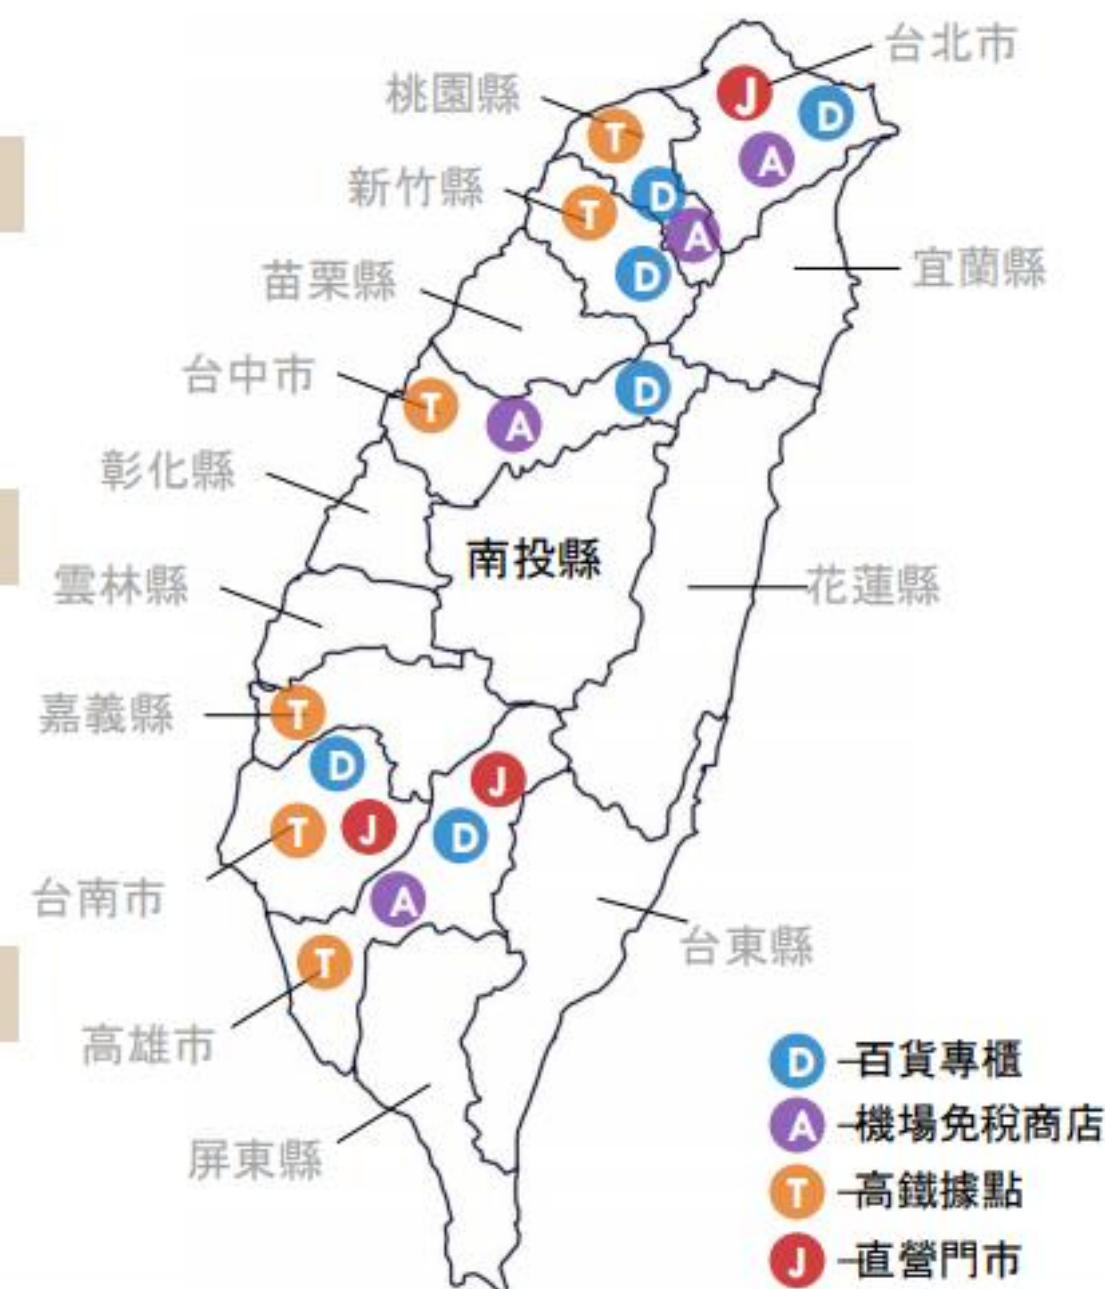 台北市
桃園縣
J
D
T
A
新竹縣
D
T
A
D
宜蘭縣
苗栗縣
台中市
D
T
A
彰化縣
南投縣
雲林縣
花蓮縣
嘉義縣
T
D
J
T
J
D
台南市
A
台東縣
T
高雄市
屏東縣
D 百貨專櫃
A 機場免稅商店
T 高鐵據點
J 直營門市